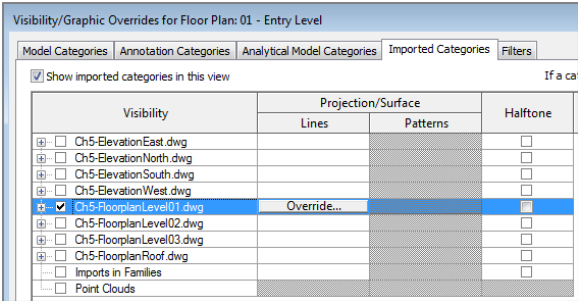 Visibility/Graphic Overrides for Floor Plan: 01 - Entry Level
Model Categories Annotation Categories Analytical Model Categories Imported Categories Filters
Show imported categories in this view If a ca
Visibility Projection/Surface Halftone
Lines Patterns
Ch5-ElevationEast.dwg
Ch5-ElevationNorth.dwg
Ch5-ElevationSouth.dwg
Ch5-ElevationWest.dwg
Ch5-FloorplanLevel01.dwg Override...
Ch5-FloorplanLevel02.dwg
Ch5-FloorplanLevel03.dwg
Ch5-FloorplanRoof.dwg
Imports in Families
Point Clouds